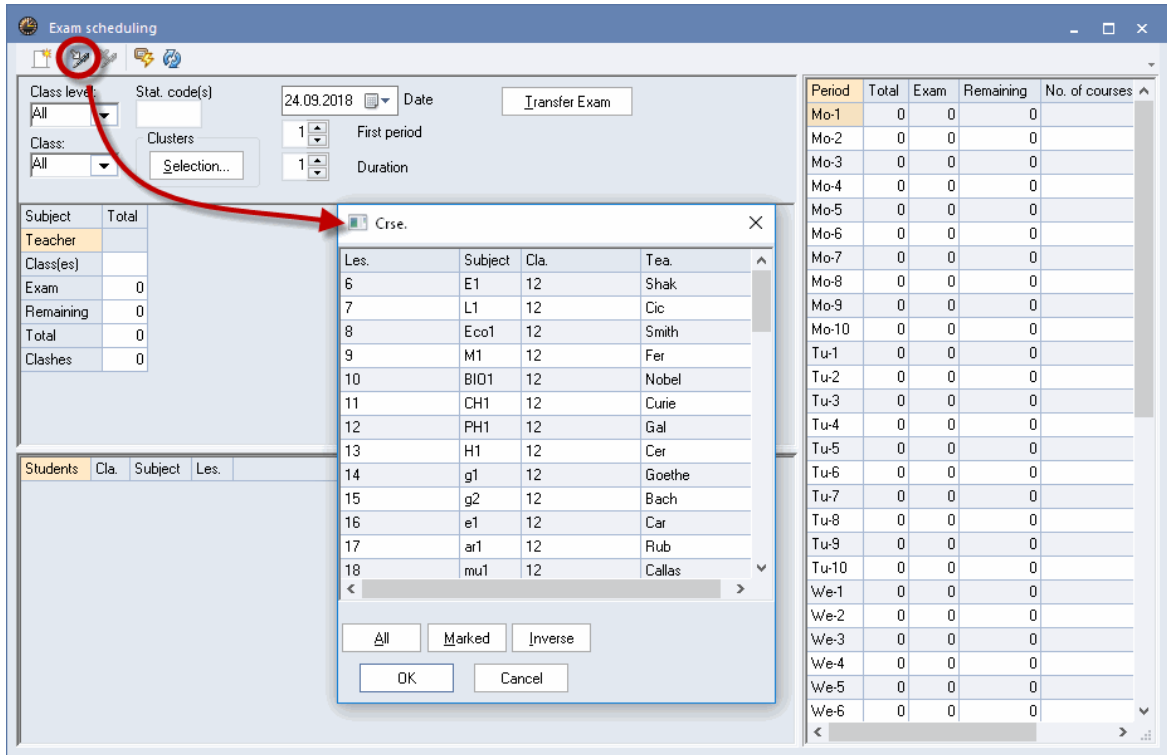 Exam scheduling
Class level: Stat. code(s) 24.09.2018 Date Transfer Exam
All
1 First period
Class: Clusters
All Selection... 1 Duration
Subject Total
Teacher
Class(es)
Exam 0
Remaining 0
Total 0
Clashes 0
Students Cla. Subject Les.
Crse.
Les. Subject Cla. Tea.
6 E1 12 Shak
7 L1 12 Cic
8 Eco1 12 Smith
9 M1 12 Fer
10 BIO1 12 Nobel
11 CH1 12 Curie
12 PH1 12 Gal
13 H1 12 Cer
14 g1 12 Goethe
15 g2 12 Bach
16 e1 12 Car
17 ar1 12 Rub
18 mu1 12 Callas
All Marked Inverse
OK Cancel
Period Total Exam Remaining No. of courses
Mo-1 0 0 0
Mo-2 0 0 0
Mo-3 0 0 0
Mo-4 0 0 0
Mo-5 0 0 0
Mo-6 0 0 0
Mo-7 0 0 0
Mo-8 0 0 0
Mo-9 0 0 0
Mo-10 0 0 0
Tu-1 0 0 0
Tu-2 0 0 0
Tu-3 0 0 0
Tu-4 0 0 0
Tu-5 0 0 0
Tu-6 0 0 0
Tu-7 0 0 0
Tu-8 0 0 0
Tu-9 0 0 0
Tu-10 0 0 0
We-1 0 0 0
We-2 0 0 0
We-3 0 0 0
We-4 0 0 0
We-5 0 0 0
We-6 0 0 0